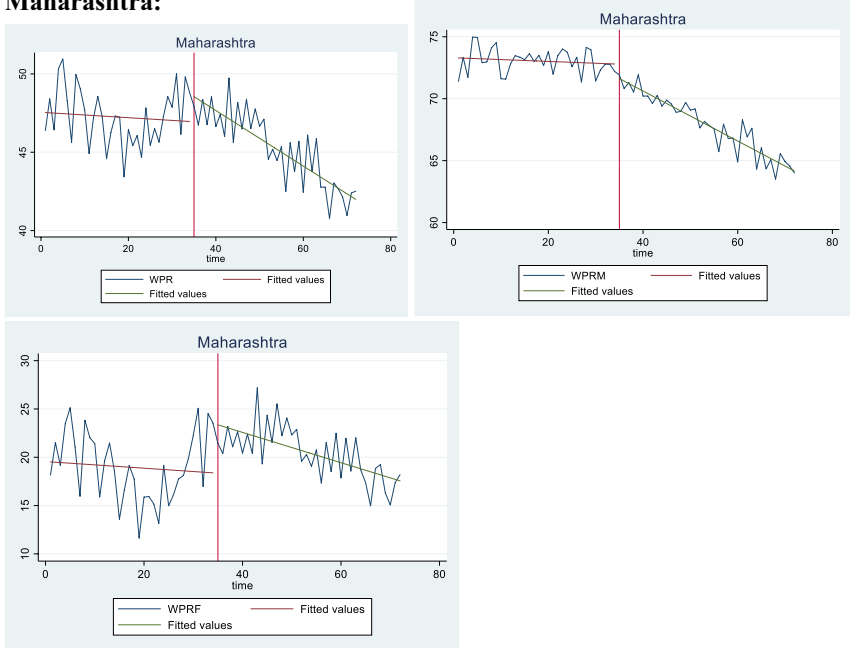 Maharashtra:
Maharashtra
50
45
40
0 20 40 60 80
time
WPR Fitted values
Fitted values
Maharashtra
75
70
65
60
0 20 40 60 80
time
WPRM Fitted values
Fitted values
Maharashtra
30
25
20
15
10
0 20 40 60 80
time
WPRF Fitted values
Fitted values